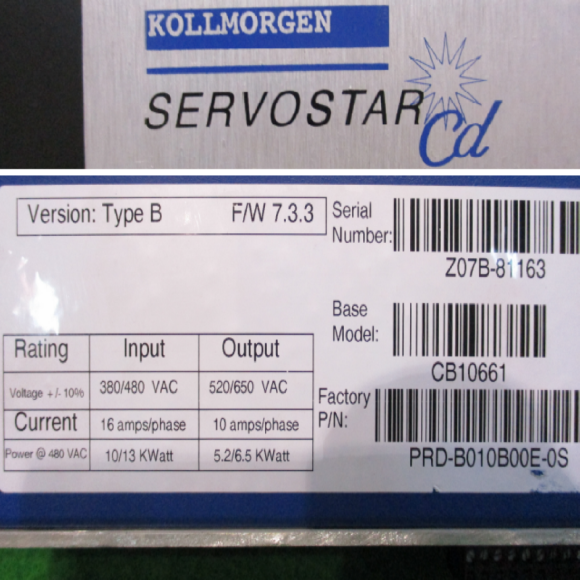 KOLLMORGEN
SERVOSTAR
Cd
Version: Type B F/W 7.3.3
Serial
Number:
Z07B-81163
Base
Model:
CB10661
Factory
P/N:
PRD-B010B00E-0S
Rating Input Output
Voltage +/- 10% 380/480 VAC 520/650 VAC
Current 16 amps/phase 10 amps/phase
Power @ 480 VAC 10/13 KWatt 5.2/6.5 KWatt